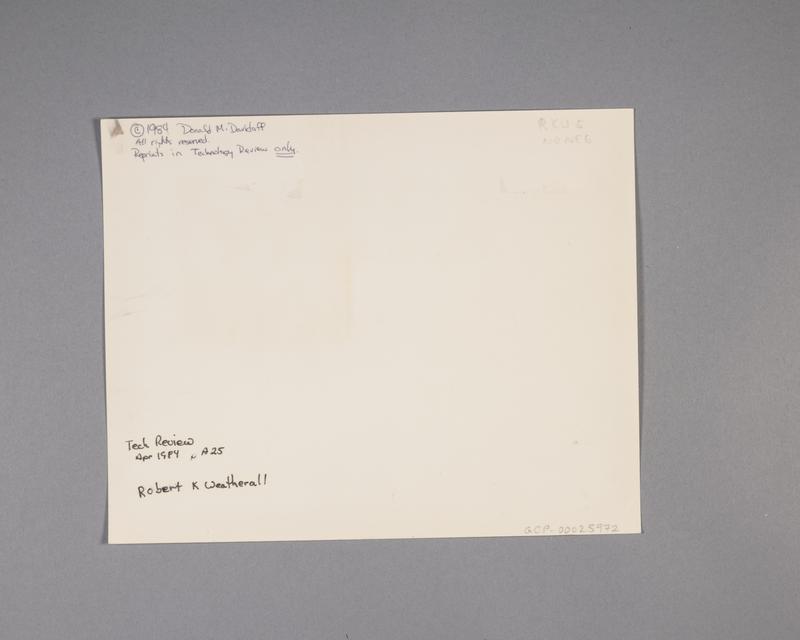 © 1984 Donald M. Davidoff
All rights reserved.
Reprints in Technology Review only.
Tech Review
Apr 1984 A25
Robert K Weatherall
GCP-00025972